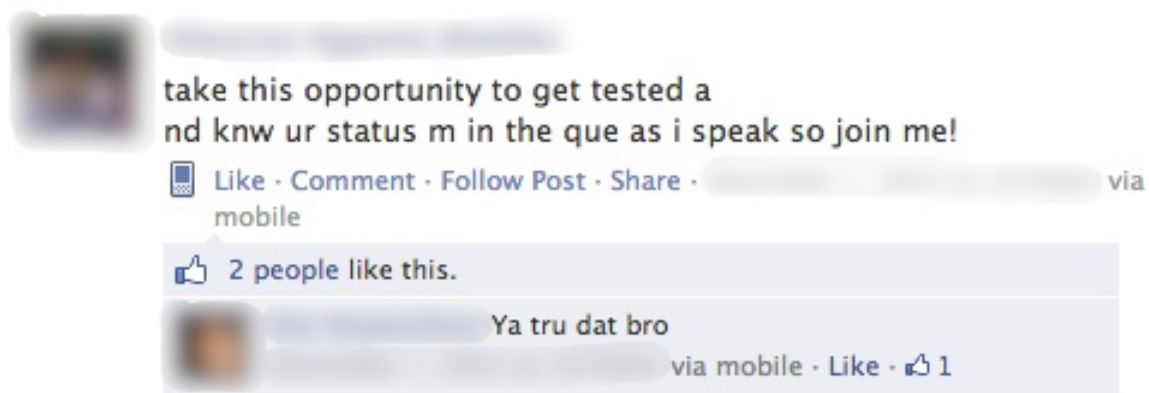 take this opportunity to get tested a
nd knw ur status m in the que as i speak so join me!
Like · Comment · Follow Post · Share · via
mobile
2 people like this.
Ya tru dat bro
via mobile · Like · 1